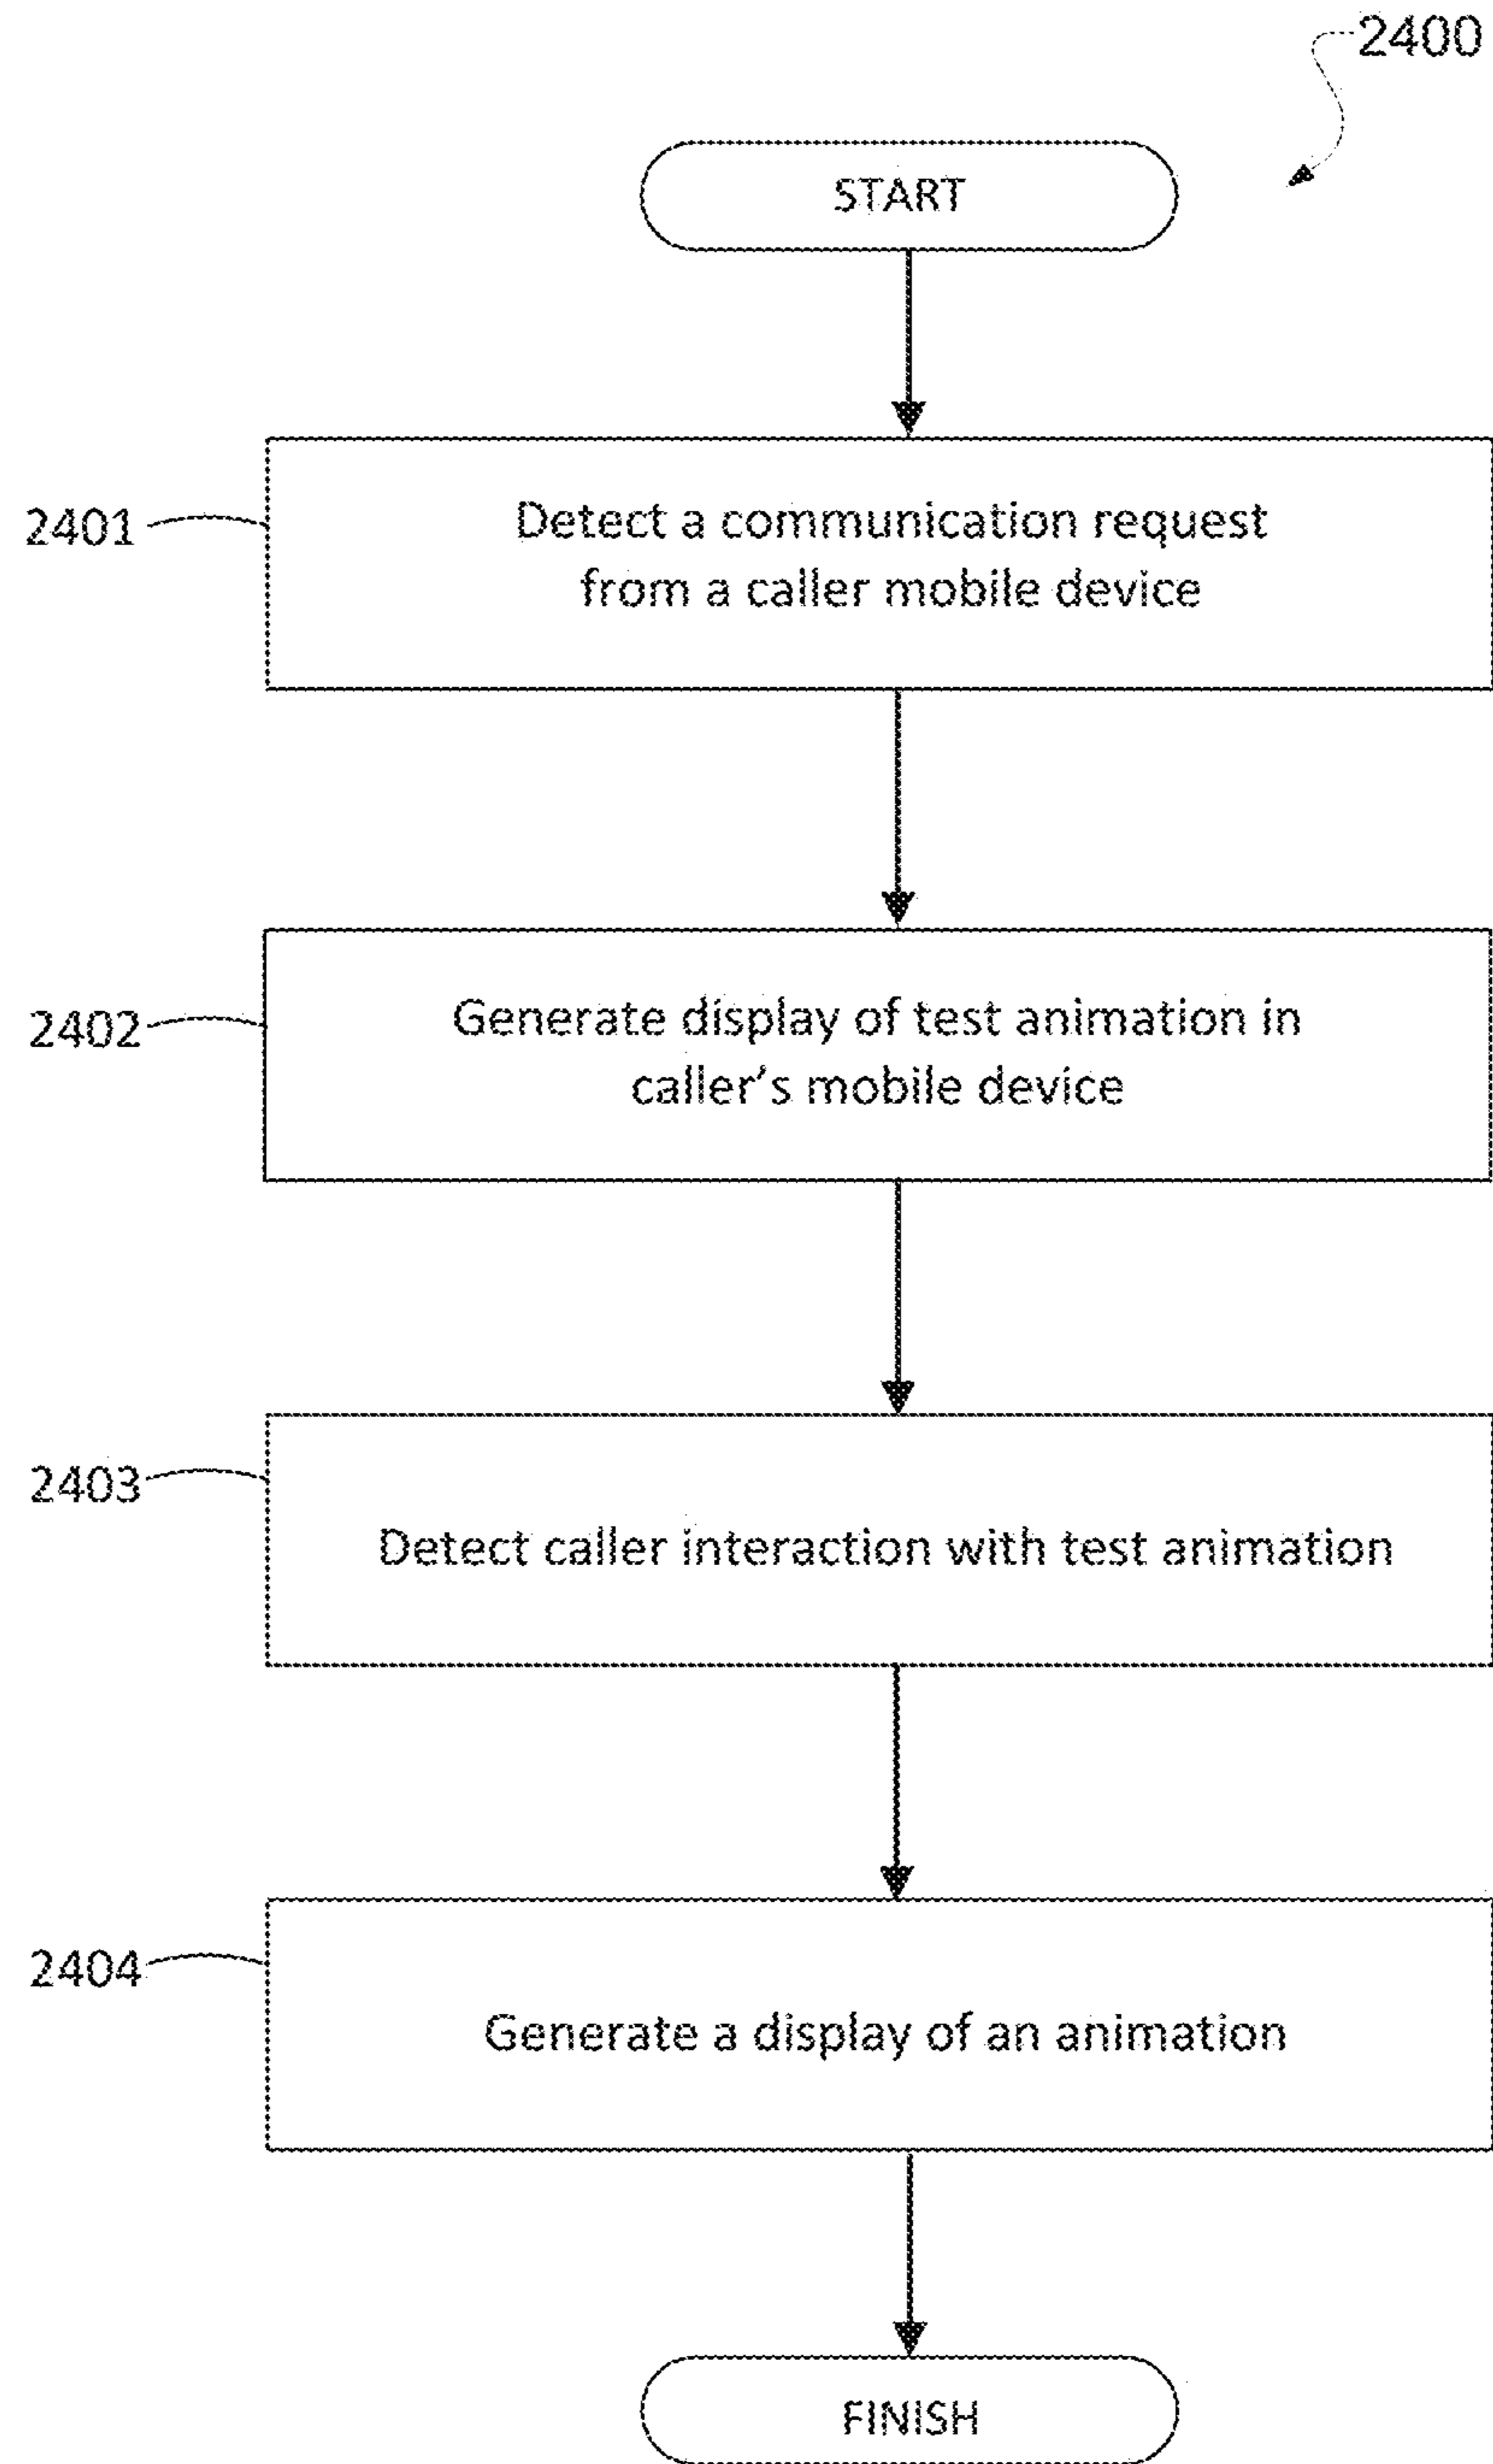 2400
START
2401
Detect a communication request
from a caller mobile device
2402
Generate display of test animation in
caller's mobile device
2403
Detect caller interaction with test animation
2404
Generate a display of an animation
FINISH